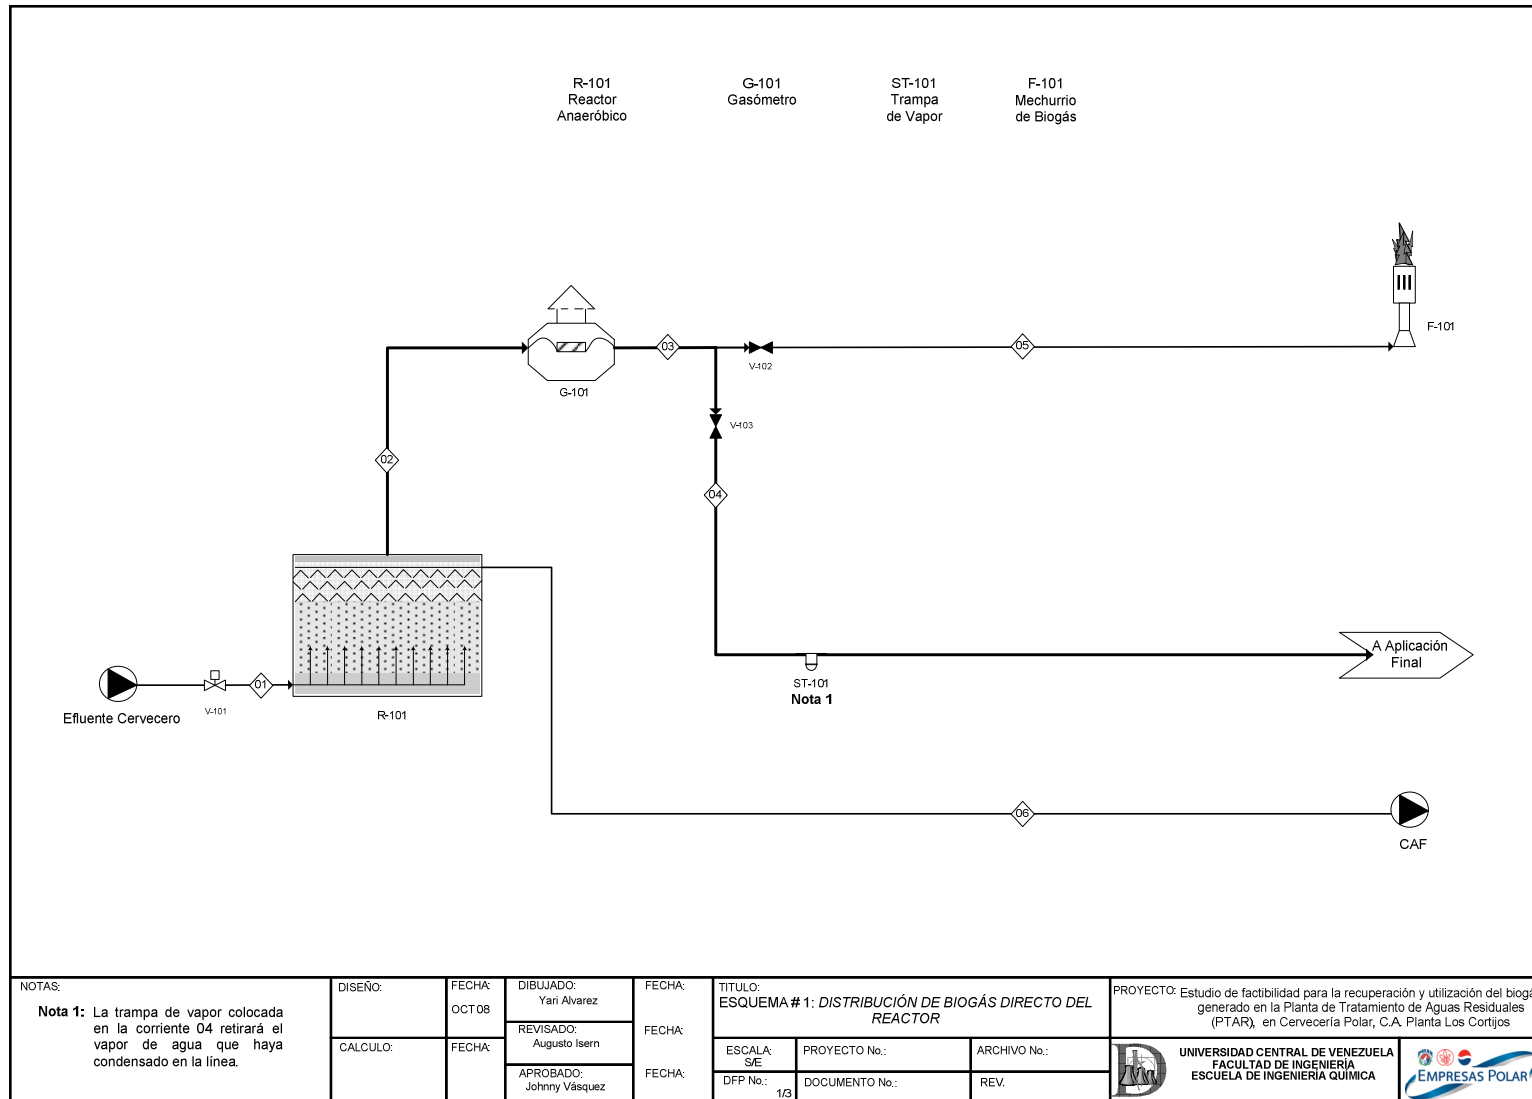 R-101
Reactor
Anaeróbico
G-101
Gasómetro
ST-101
Trampa
de Vapor
F-101
Mechurrio
de Biogás
F-101
03
05
V-102
G-101
V-103
02
04
A Aplicación
Final
ST-101
Nota 1
01
V-101
Efluente Cervecero
R-101
06
CAF
NOTAS:
Nota 1: La trampa de vapor colocada
en la corriente 04 retirará el
vapor de agua que haya
condensado en la línea.
DISEÑO:
FECHA:
OCT 08
CALCULO:
FECHA:
DIBUJADO:
Yari Alvarez
FECHA:
REVISADO:
Augusto Isern
FECHA:
APROBADO:
Johnny Vásquez
FECHA:
TITULO:
ESQUEMA # 1: DISTRIBUCIÓN DE BIOGÁS DIRECTO DEL
REACTOR
ESCALA:
S/E
PROYECTO No.:
ARCHIVO No.:
DFP No.:
1/3
DOCUMENTO No.:
REV.
PROYECTO: Estudio de factibilidad para la recuperación y utilización del biogá
generado en la Planta de Tratamiento de Aguas Residuales
(PTAR), en Cervecería Polar, C.A. Planta Los Cortijos
UNIVERSIDAD CENTRAL DE VENEZUELA
FACULTAD DE INGENIERÍA
ESCUELA DE INGENIERÍA QUÍMICA
EMPRESAS POLAR